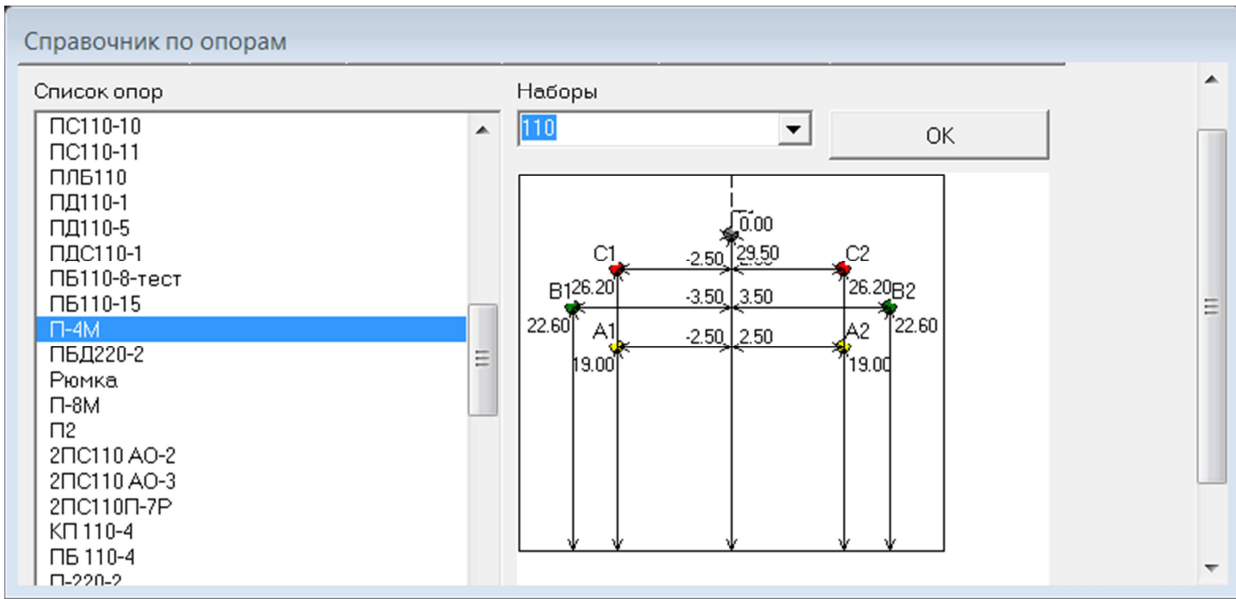 Справочник по опорам
Список опор
ПС110-10
ПС110-11
ПЛБ110
ПД110-1
ПД110-5
ПДС110-1
ПБ110-8-тест
ПБ110-15
П-4М
ПБД220-2
Рюмка
П-8М
П2
2ПС110 АО-2
2ПС110 АО-3
2ПС110П-7Р
КП 110-4
ПБ 110-4
П-220-2
Наборы
110
OK
0.00
C1 -2.50 29.50 C2
B1 26.20 -3.50 3.50 26.20 B2
22.60 A1 -2.50 2.50 A2 22.60
19.00 19.00